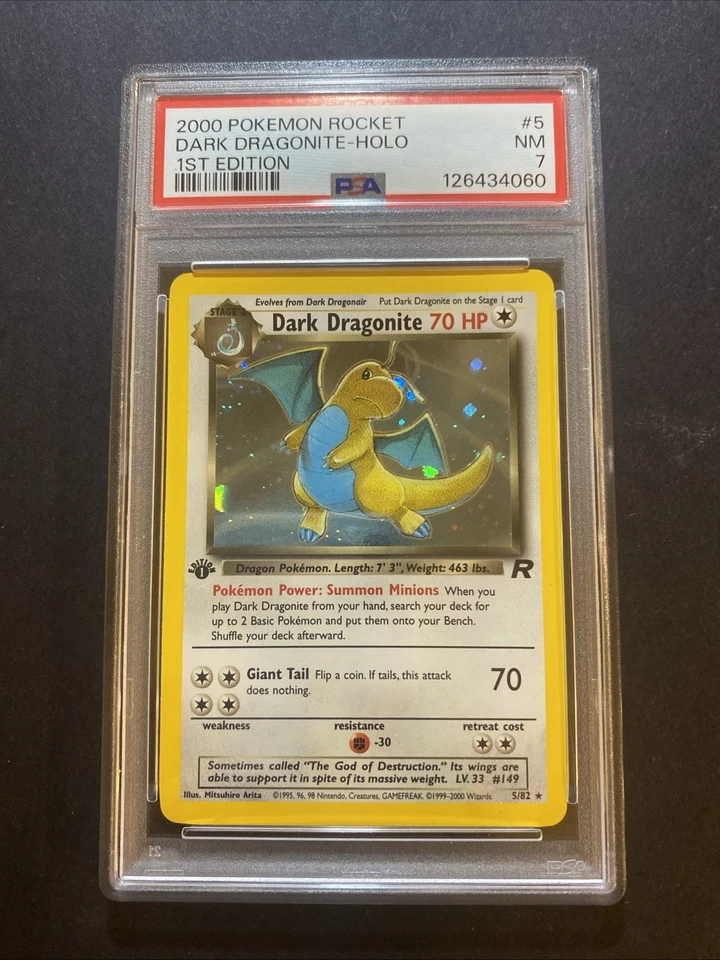 2000 POKEMON ROCKET #5
DARK DRAGONITE-HOLO NM
1ST EDITION 7
PSA 126434060
Evolves from Dark Dragonair Put Dark Dragonite on the Stage 1 card
STAGE
Dark Dragonite 70 HP
EDITION
1
Dragon Pokémon. Length: 7' 3", Weight: 463 lbs.
R
Pokémon Power: Summon Minions When you
play Dark Dragonite from your hand, search your deck for
up to 2 Basic Pokémon and put them onto your Bench.
Shuffle your deck afterward.
Giant Tail Flip a coin. If tails, this attack
does nothing.
70
weakness resistance retreat cost
-30
Sometimes called "The God of Destruction." Its wings are
able to support it in spite of its massive weight. LV. 33 #149
Illus. Mitsuhiro Arita ©1995, 96, 98 Nintendo, Creatures, GAMEFREAK. ©1999-2000 Wizards. 5/82 ★
PSA